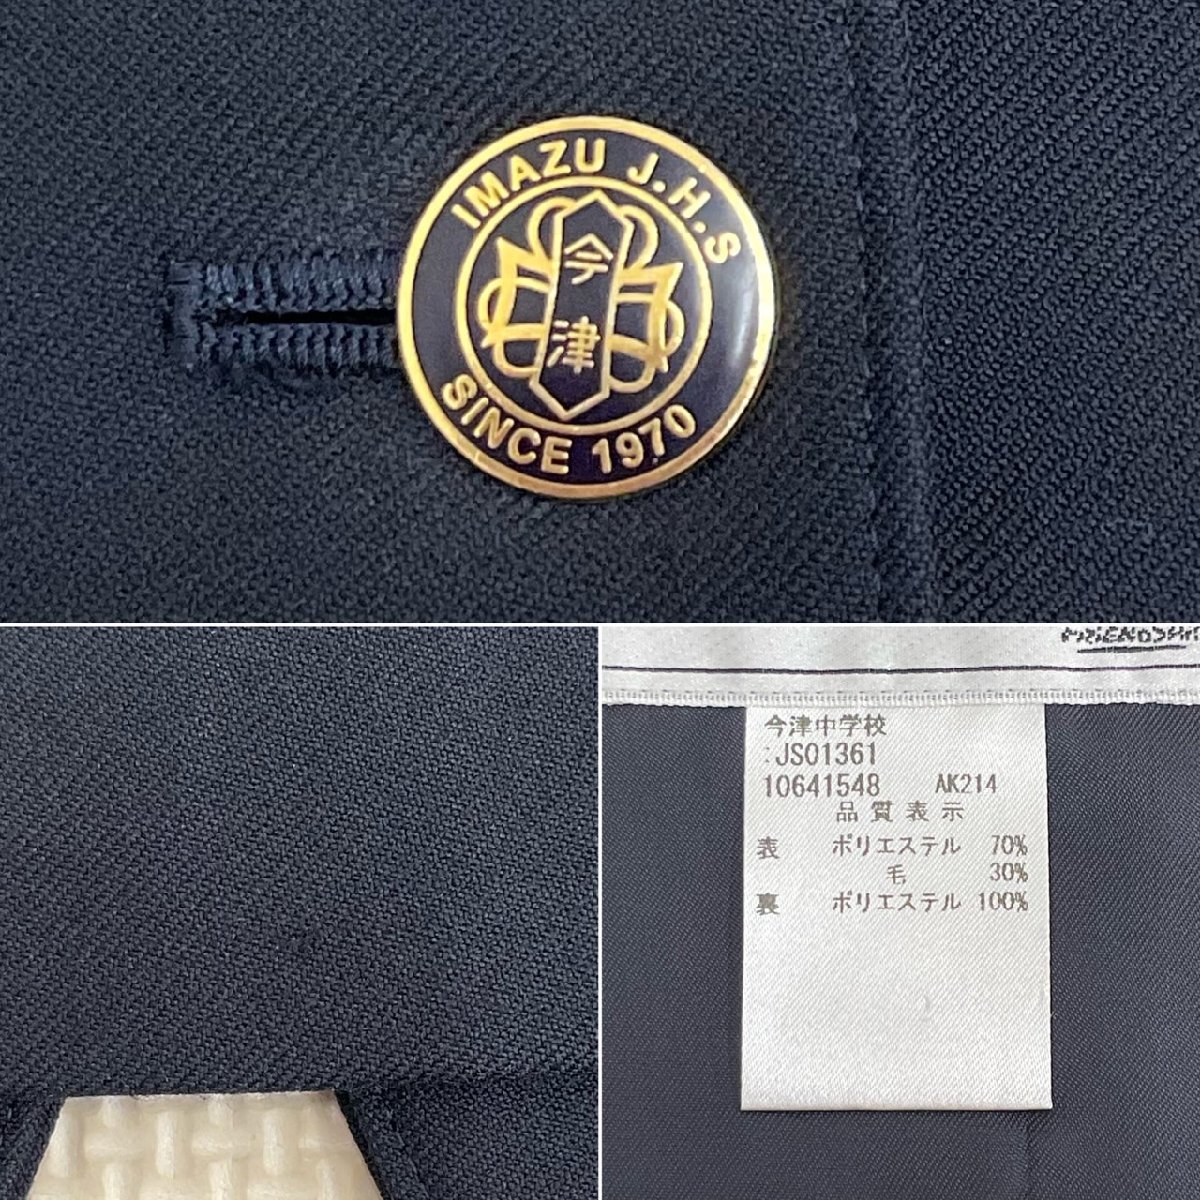 IMAZU J.H.S
今津
SINCE 1970
今津中学校
:JS01361
10641548 AK214
品質表示
表 ポリエステル 70%
毛 30%
裏 ポリエステル 100%